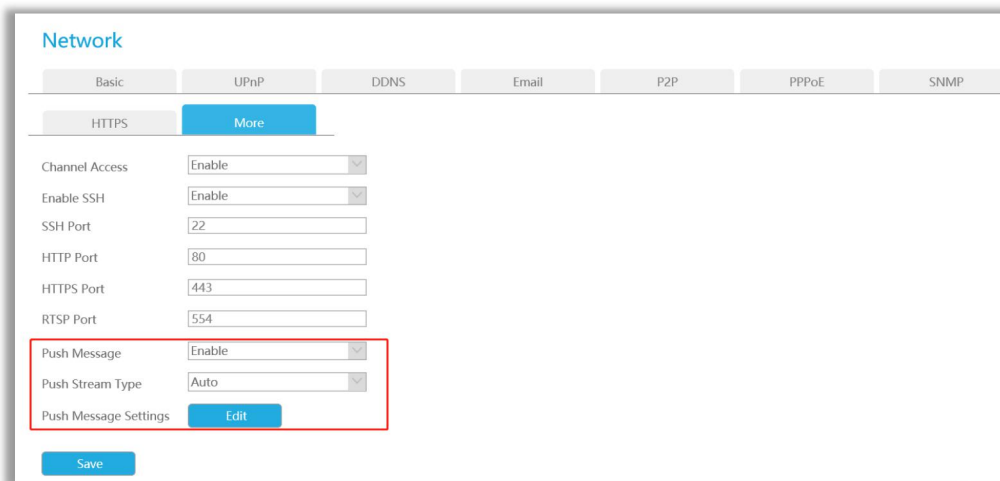 Network
Basic UPnP DDNS Email P2P PPPoE SNMP
HTTPS More
Channel Access Enable
Enable SSH Enable
SSH Port 22
HTTP Port 80
HTTPS Port 443
RTSP Port 554
Push Message Enable
Push Stream Type Auto
Push Message Settings Edit
Save